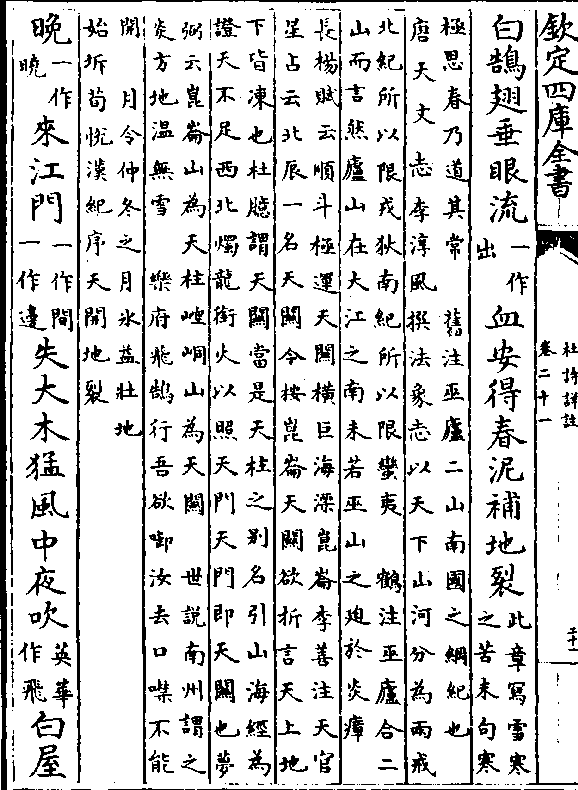 欽定四庫全書
杜詩詳註
卷二十一
白鵠翅垂眼流一作出血安得春泥補地裂此章寫雪寒之苦末句寒
極思春乃道其常　舊注巫廬二山南國之綱紀也
唐天文志李淳風撰法象志以天下山河分為兩戒
北紀所以限戎狄南紀所以限蠻夷　鶴注巫廬合二
山而言然廬山在大江之南未若巫山之廹於炎瘴
長楊賦云順斗極運天關橫巨海漂崑崙李善注天官
星占云北辰一名天關今按崑崙天關欲折言天上地
下皆凍也杜臆謂天關當是天柱之别名引山海經為
證天不足西北燭龍銜火以照天門天門即天關也夢
弼云崑崙山為天柱崆峒山為天關　世說南州謂之
炎方地温無雪　樂府飛鵠行吾欲啣汝去口噤不能
開　月令仲冬之月氷益壯地
始坼荀悦漢紀序天開地裂
晚一作曉來江門一作間一作邊失大木猛風中夜吹英華作飛白屋